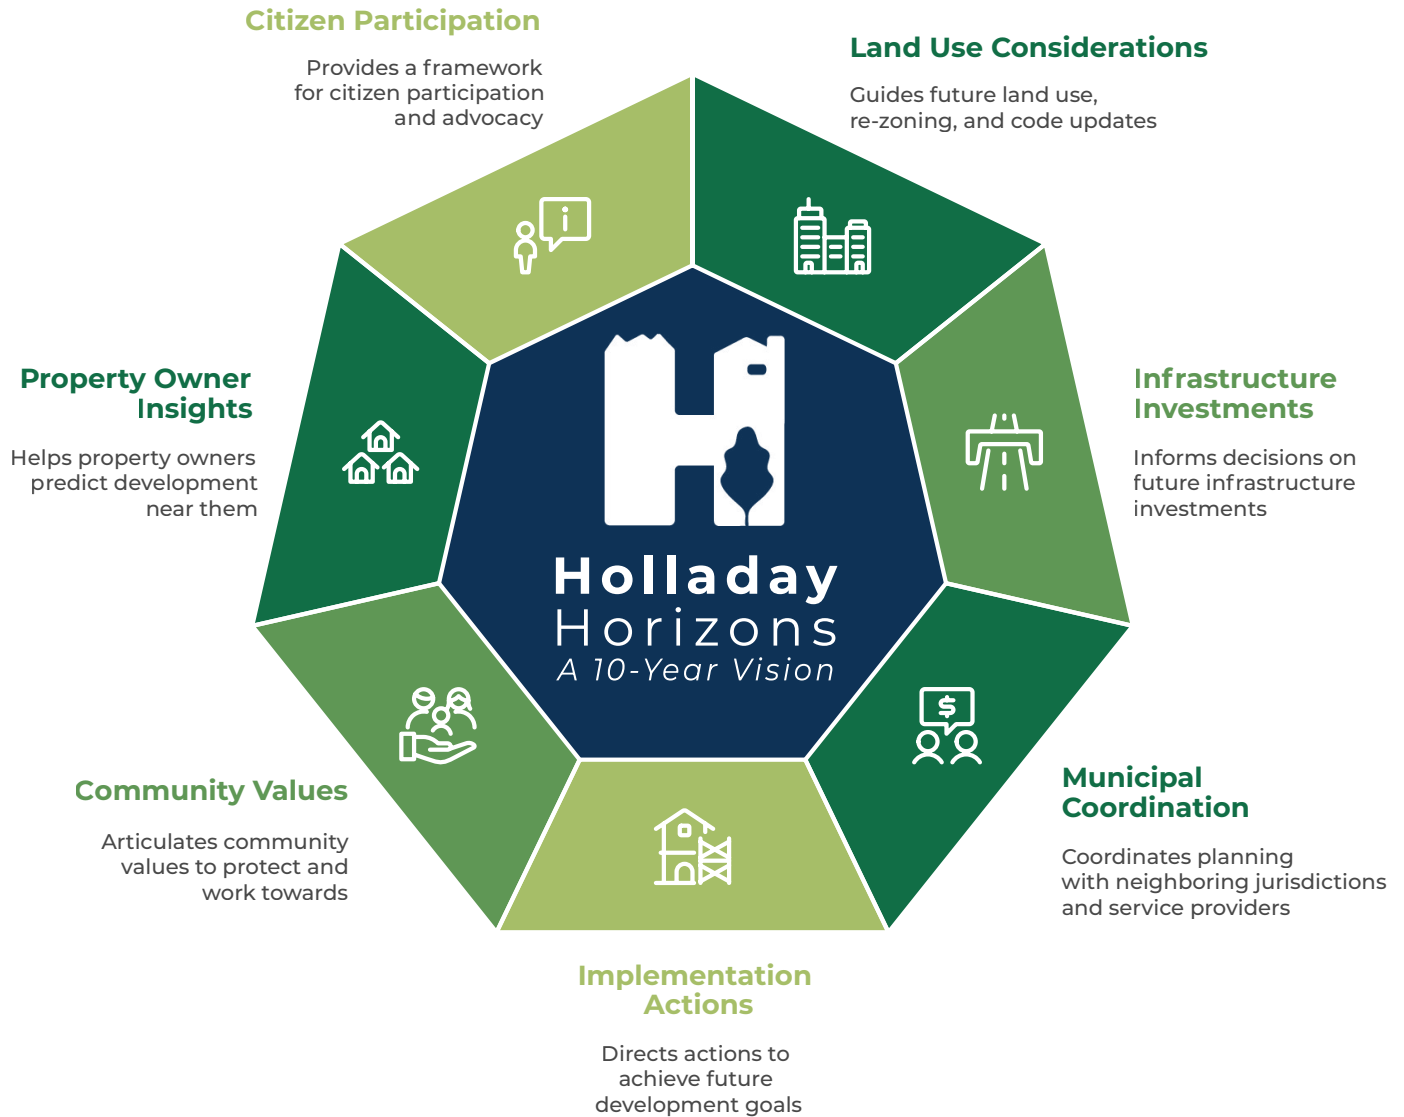 Citizen Participation
Provides a framework
for citizen participation
and advocacy
Land Use Considerations
Guides future land use,
re-zoning, and code updates
i
Property Owner
Insights
Helps property owners
predict development
near them
Infrastructure
Investments
Informs decisions on
future infrastructure
investments
H
Holladay
Horizons
A 10-Year Vision
$
Community Values
Articulates community
values to protect and
work towards
Municipal
Coordination
Coordinates planning
with neighboring jurisdictions
and service providers
Implementation
Actions
Directs actions to
achieve future
development goals